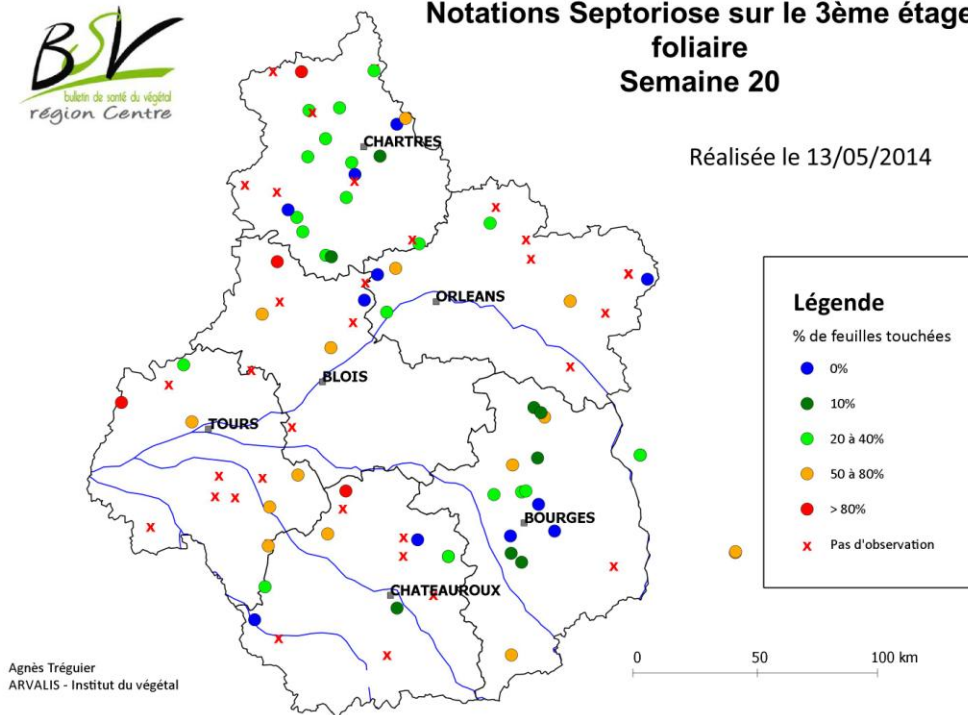 BSV
bulletin de santé du végétal
région Centre
Notations Septoriose sur le 3ème étage
foliaire
Semaine 20
Réalisée le 13/05/2014
CHARTRES
ORLEANS
BLOIS
TOURS
BOURGES
CHATEAUROUX
Légende
% de feuilles touchées
0%
10%
20 à 40%
50 à 80%
> 80%
x Pas d'observation
0 50 100 km
Agnès Tréguier
ARVALIS - Institut du végétal